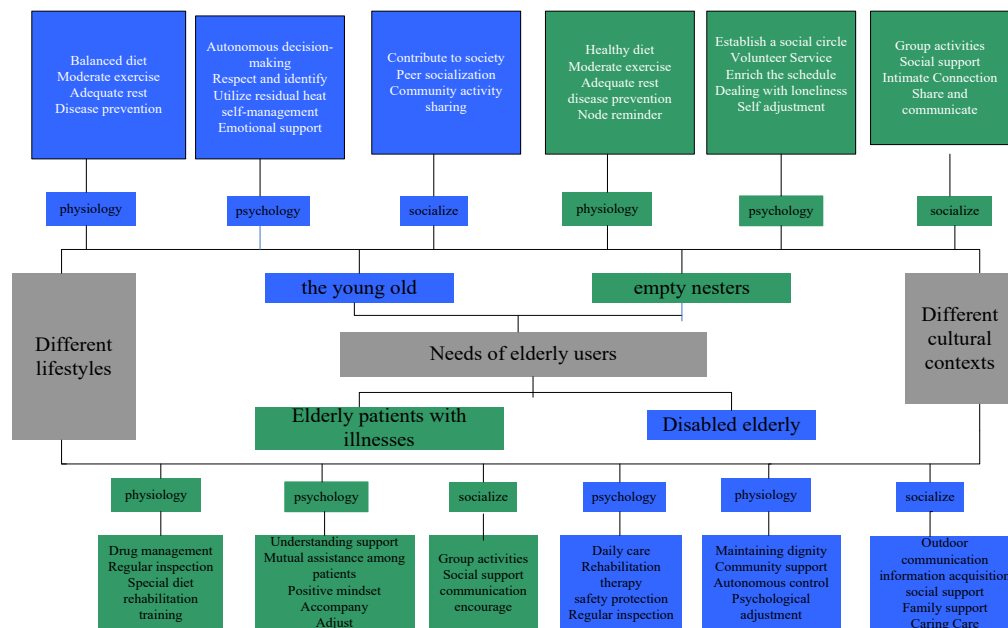 Balanced diet
Moderate exercise
Adequate rest
Disease prevention
Autonomous decision-
making
Respect and identify
Utilize residual heat
self-management
Emotional support
Contribute to society
Peer socialization
Community activity
sharing
Healthy diet
Moderate exercise
Adequate rest
disease prevention
Node reminder
Establish a social circle
Volunteer Service
Enrich the schedule
Dealing with loneliness
Self adjustment
Group activities
Social support
Intimate Connection
Share and
communicate
physiology
psychology
socialize
physiology
psychology
socialize
the young old
empty nesters
Different
lifestyles
Needs of elderly users
Different
cultural
contexts
Elderly patients with
illnesses
Disabled elderly
physiology
psychology
socialize
psychology
physiology
socialize
Drug management
Regular inspection
Special diet
rehabilitation
training
Understanding support
Mutual assistance among
patients
Positive mindset
Accompany
Adjust
Group activities
Social support
communication
encourage
Daily care
Rehabilitation
therapy
safety protection
Regular inspection
Maintaining dignity
Community support
Autonomous control
Psychological
adjustment
Outdoor
communication
information acquisition
social support
Family support
Caring Care